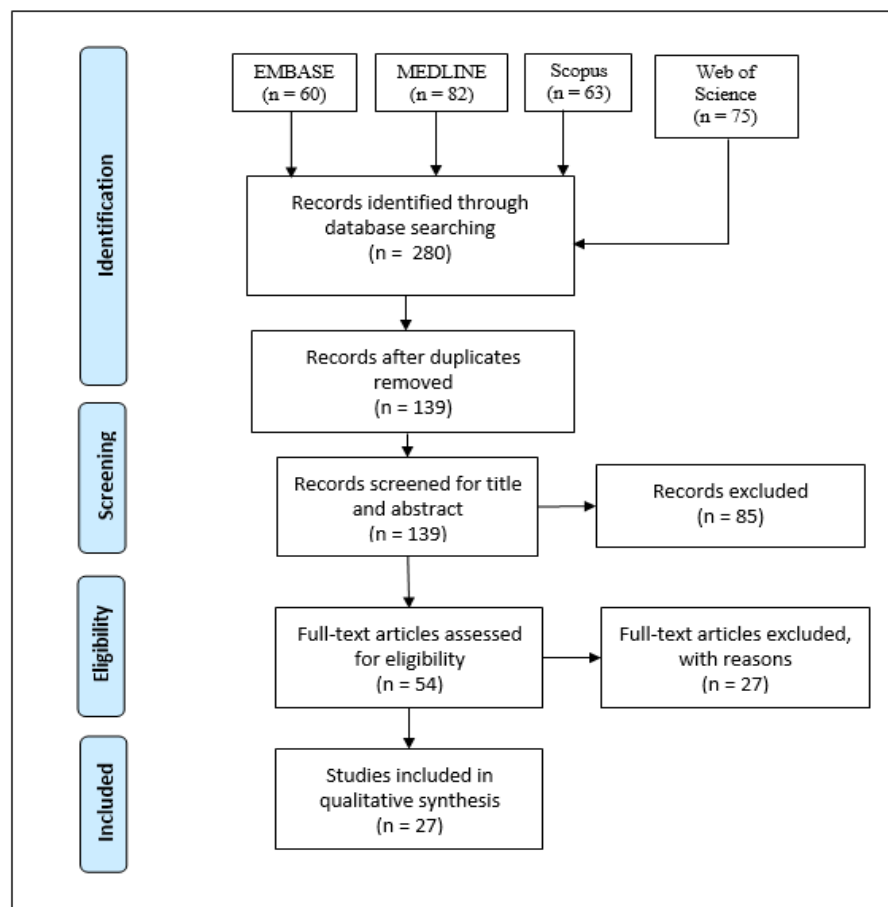 EMBASE
(n = 60)
MEDLINE
(n = 82)
Scopus
(n = 63)
Web of
Science
(n = 75)
Identification
Records identified through
database searching
(n = 280)
Records after duplicates
removed
(n = 139)
Screening
Records screened for title
and abstract
(n = 139)
Records excluded
(n = 85)
Eligibility
Full-text articles assessed
for eligibility
(n = 54)
Full-text articles excluded,
with reasons
(n = 27)
Included
Studies included in
qualitative synthesis
(n = 27)